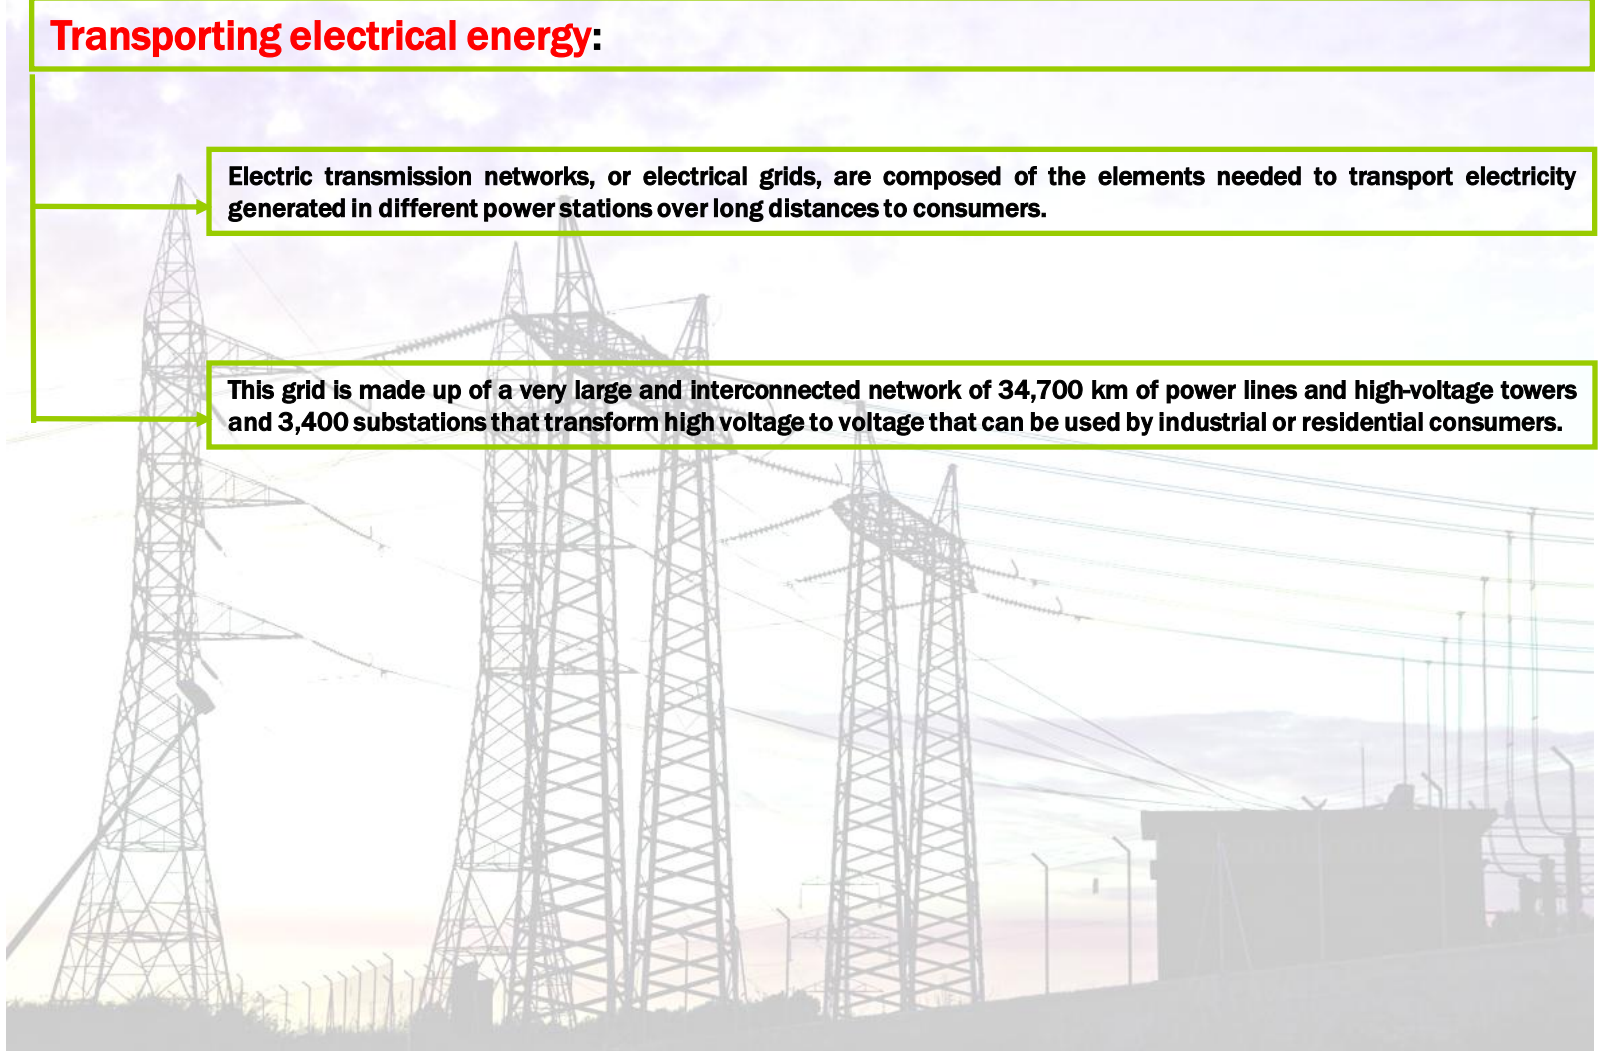 Transporting electrical energy:
Electric transmission networks, or electrical grids, are composed of the elements needed to transport electricity
generated in different power stations over long distances to consumers.
This grid is made up of a very large and interconnected network of 34,700 km of power lines and high-voltage towers
and 3,400 substations that transform high voltage to voltage that can be used by industrial or residential consumers.